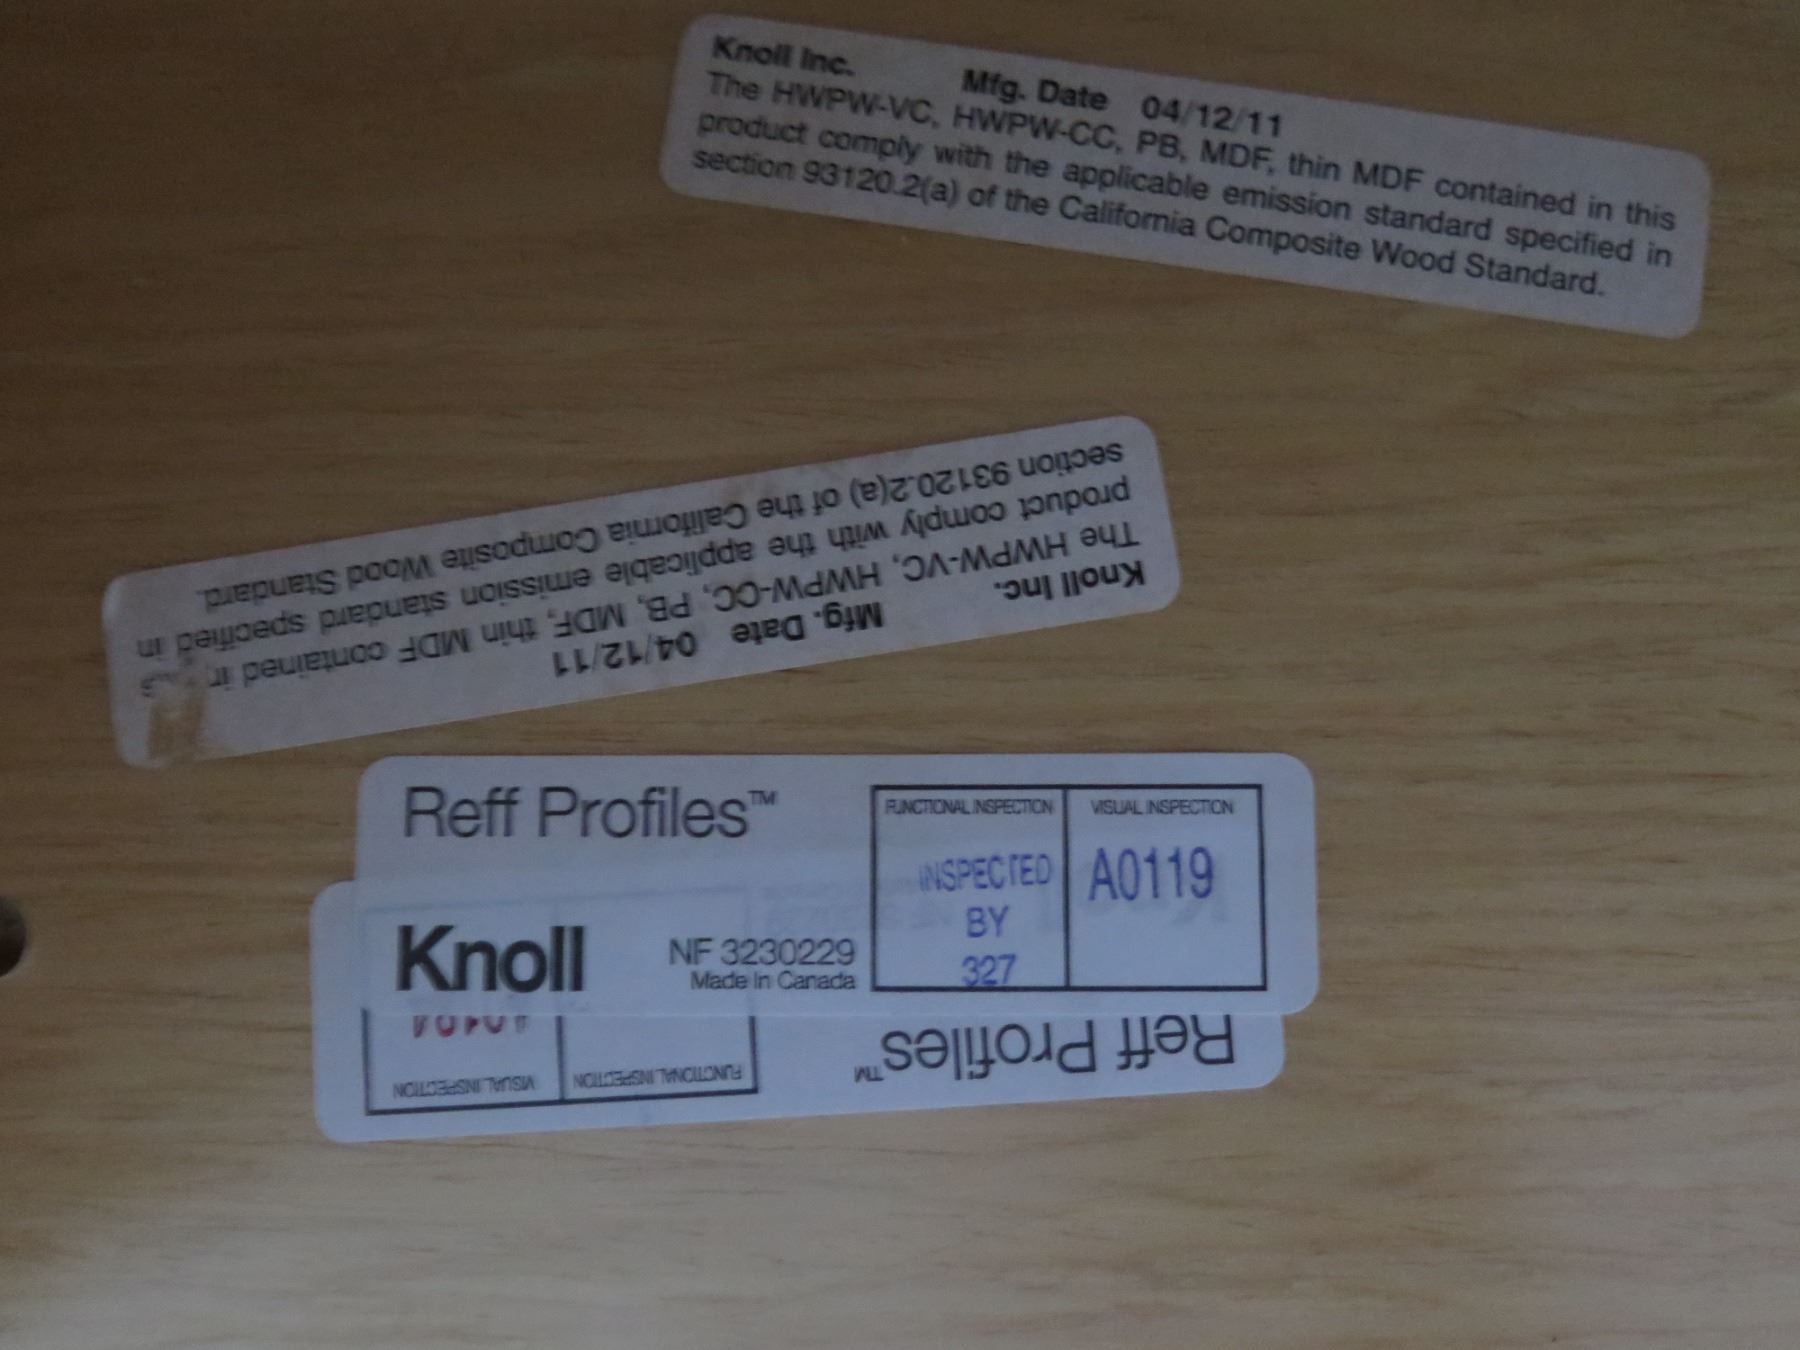 Knoll Inc. Mfg. Date 04/12/11
The HWPW-VC, HWPW-CC, PB, MDF, thin MDF contained in this
product comply with the applicable emission standard specified in
section 93120.2(a) of the California Composite Wood Standard.
Knoll Inc. Mfg. Date 04/12/11
The HWPW-VC, HWPW-CC, PB, MDF, thin MDF contained
product comply with the applicable emission standard specified in
section 93120.2(a) of the California Composite Wood Standard.
Reff Profiles™
Knoll
NF 3230229
Made In Canada
FUNCTIONAL INSPECTION
INSPECTED
BY
327
VISUAL INSPECTION
A0119
Reff Profiles™
FUNCTIONAL INSPECTION
VISUAL INSPECTION